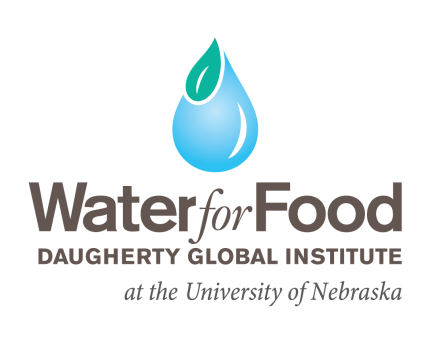 Water for Food
DAUGHERTY GLOBAL INSTITUTE
at the University of Nebraska